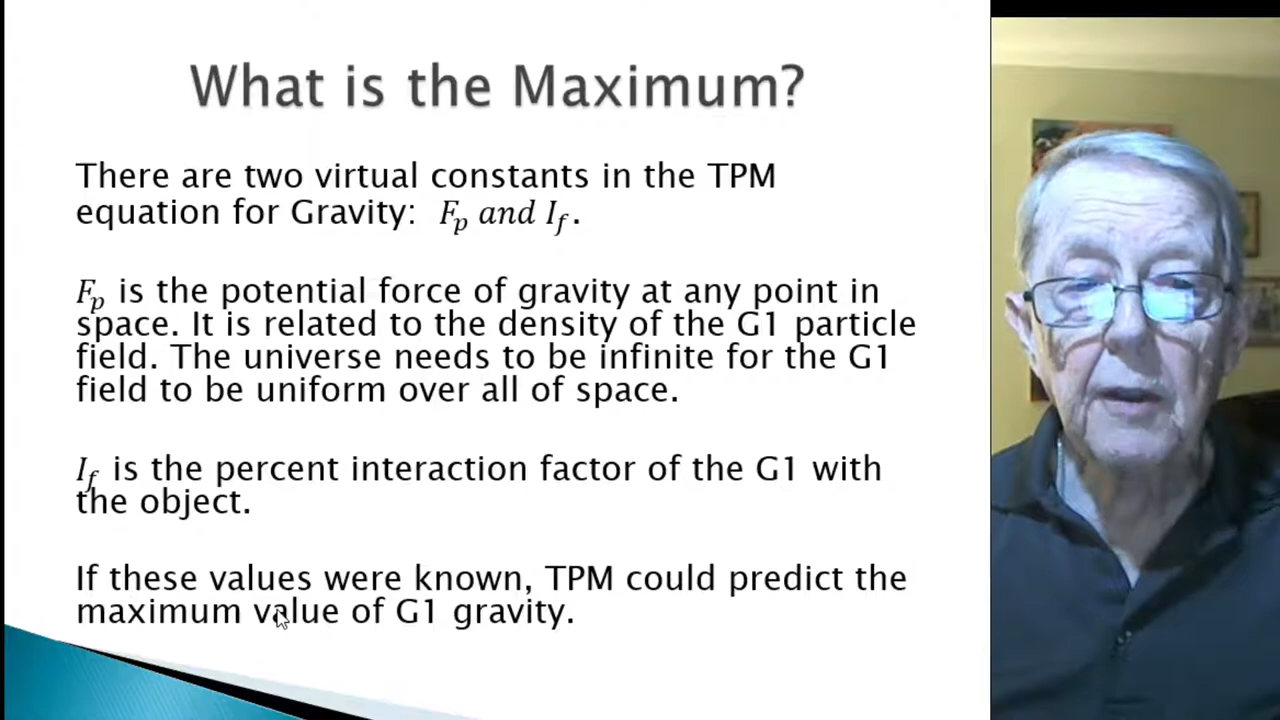 What is the Maximum?
There are two virtual constants in the TPM
equation for Gravity: Fₚ and I_f.
Fₚ is the potential force of gravity at any point in
space. It is related to the density of the G1 particle
field. The universe needs to be infinite for the G1
field to be uniform over all of space.
I_f is the percent interaction factor of the G1 with
the object.
If these values were known, TPM could predict the
maximum value of G1 gravity.